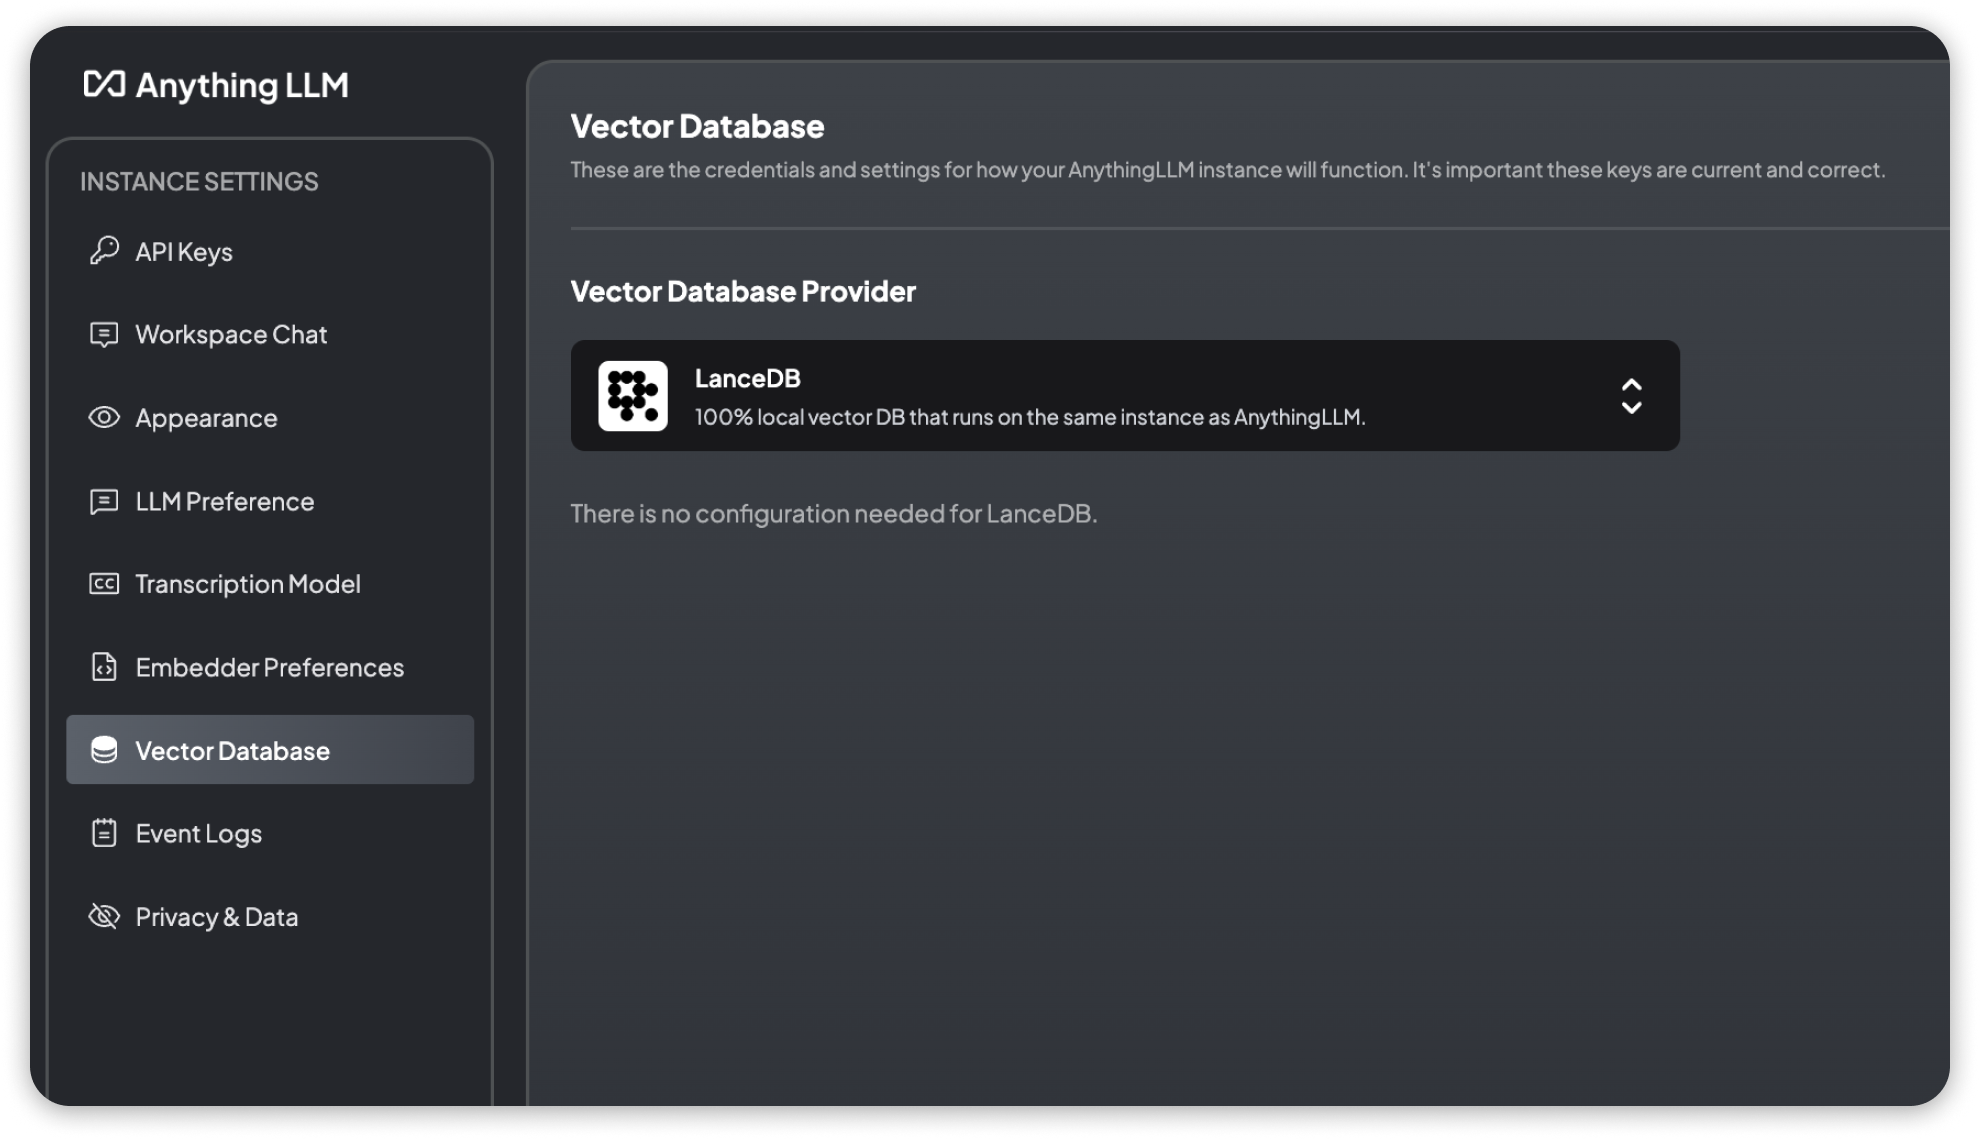 Anything LLM
INSTANCE SETTINGS
API Keys
Workspace Chat
Appearance
LLM Preference
CC Transcription Model
Embedder Preferences
Vector Database
Event Logs
Privacy & Data
Vector Database
These are the credentials and settings for how your AnythingLLM instance will function. It's important these keys are current and correct.
Vector Database Provider
LanceDB
100% local vector DB that runs on the same instance as AnythingLLM.
There is no configuration needed for LanceDB.